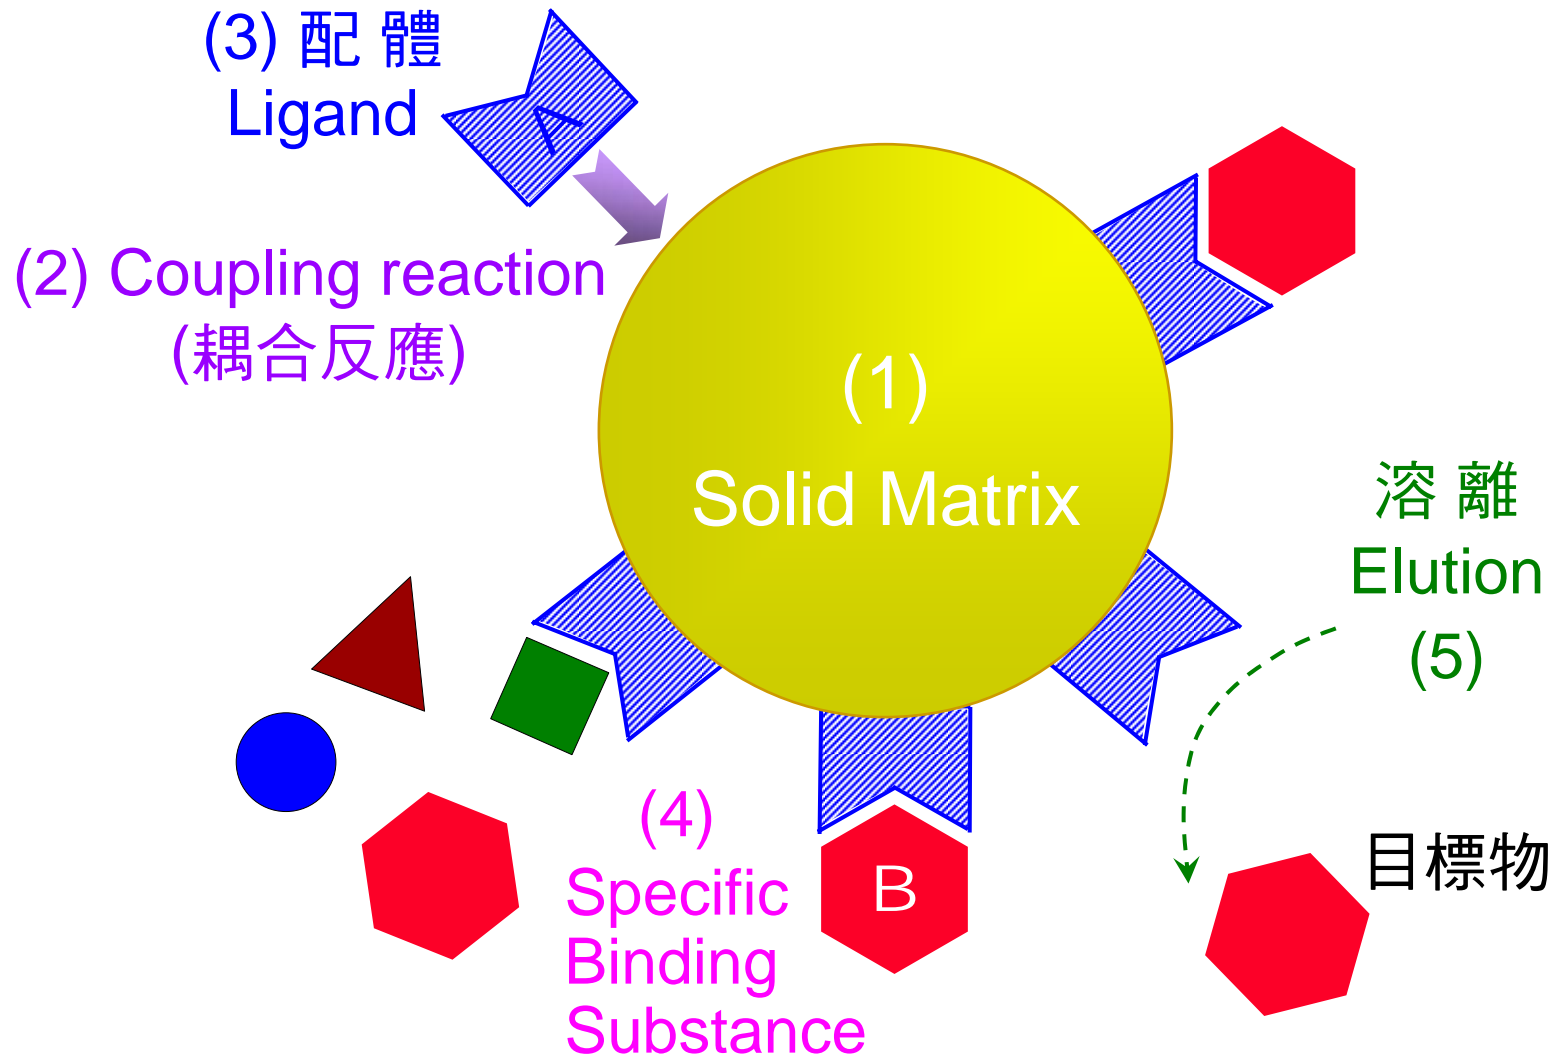 (3) 配 體
Ligand
A
(2) Coupling reaction
(耦合反應)
(1)
Solid Matrix
溶 離
Elution
(5)
(4)
Specific
Binding
Substance
B
目標物